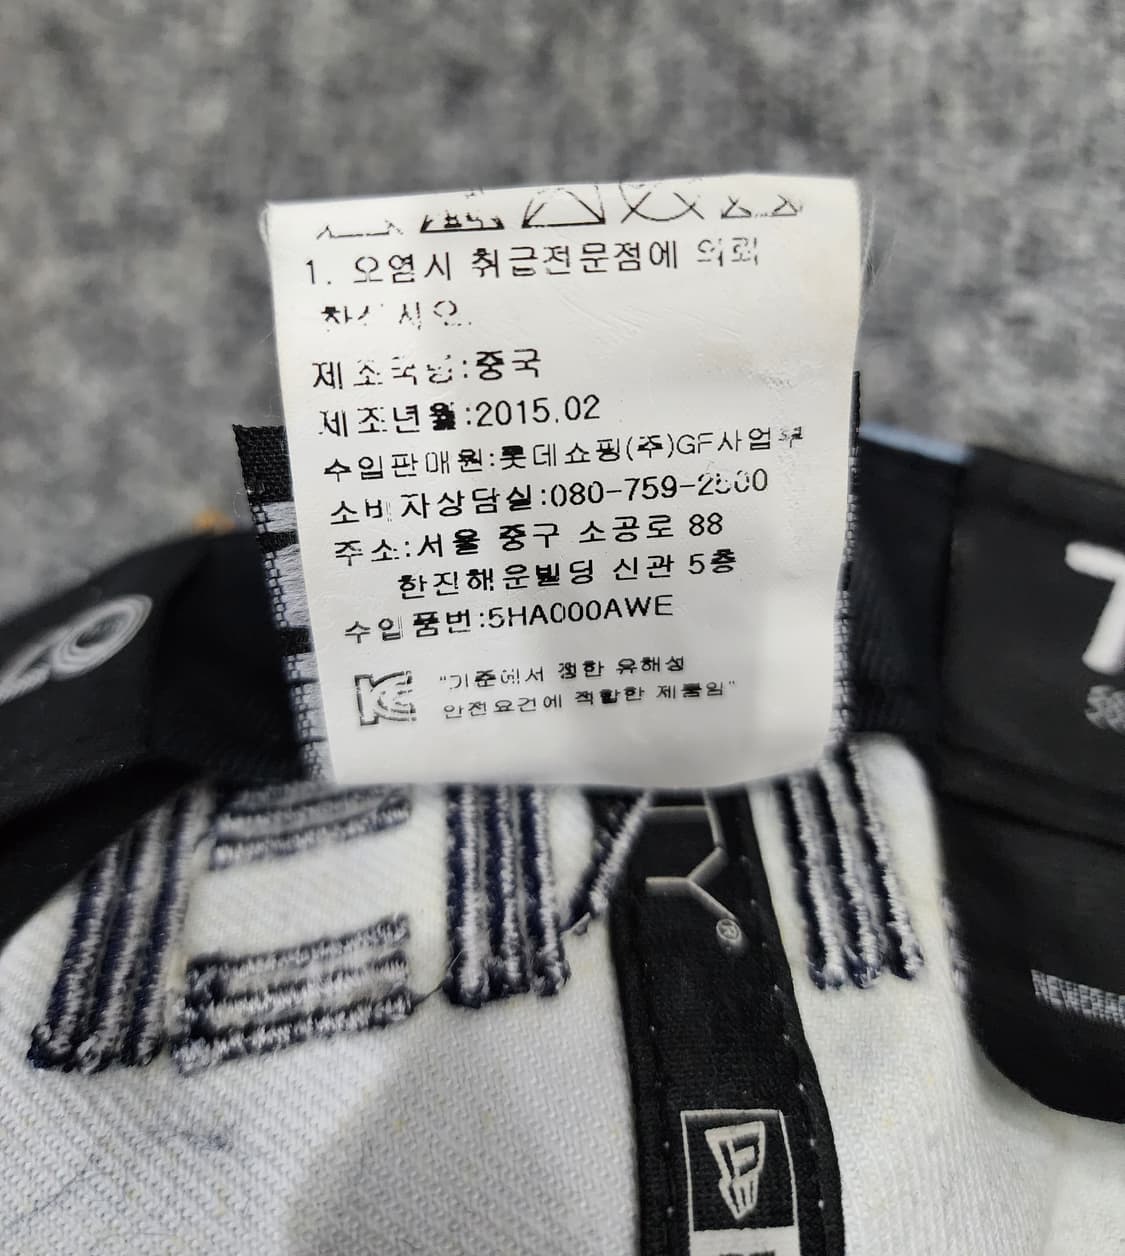 1. 오염시 취급전문점에 의뢰
하십시오.
제조국명:중국
제조년월:2015.02
수입판매원:롯데쇼핑(주)GF사업부
소비자상담실:080-759-
주소:서울 중구 소공로 88
한진해운빌딩 신관 5층
수입품번:5HA000AWE
"기준에서 정한 유해성
안전요건에 적합한 제품임"